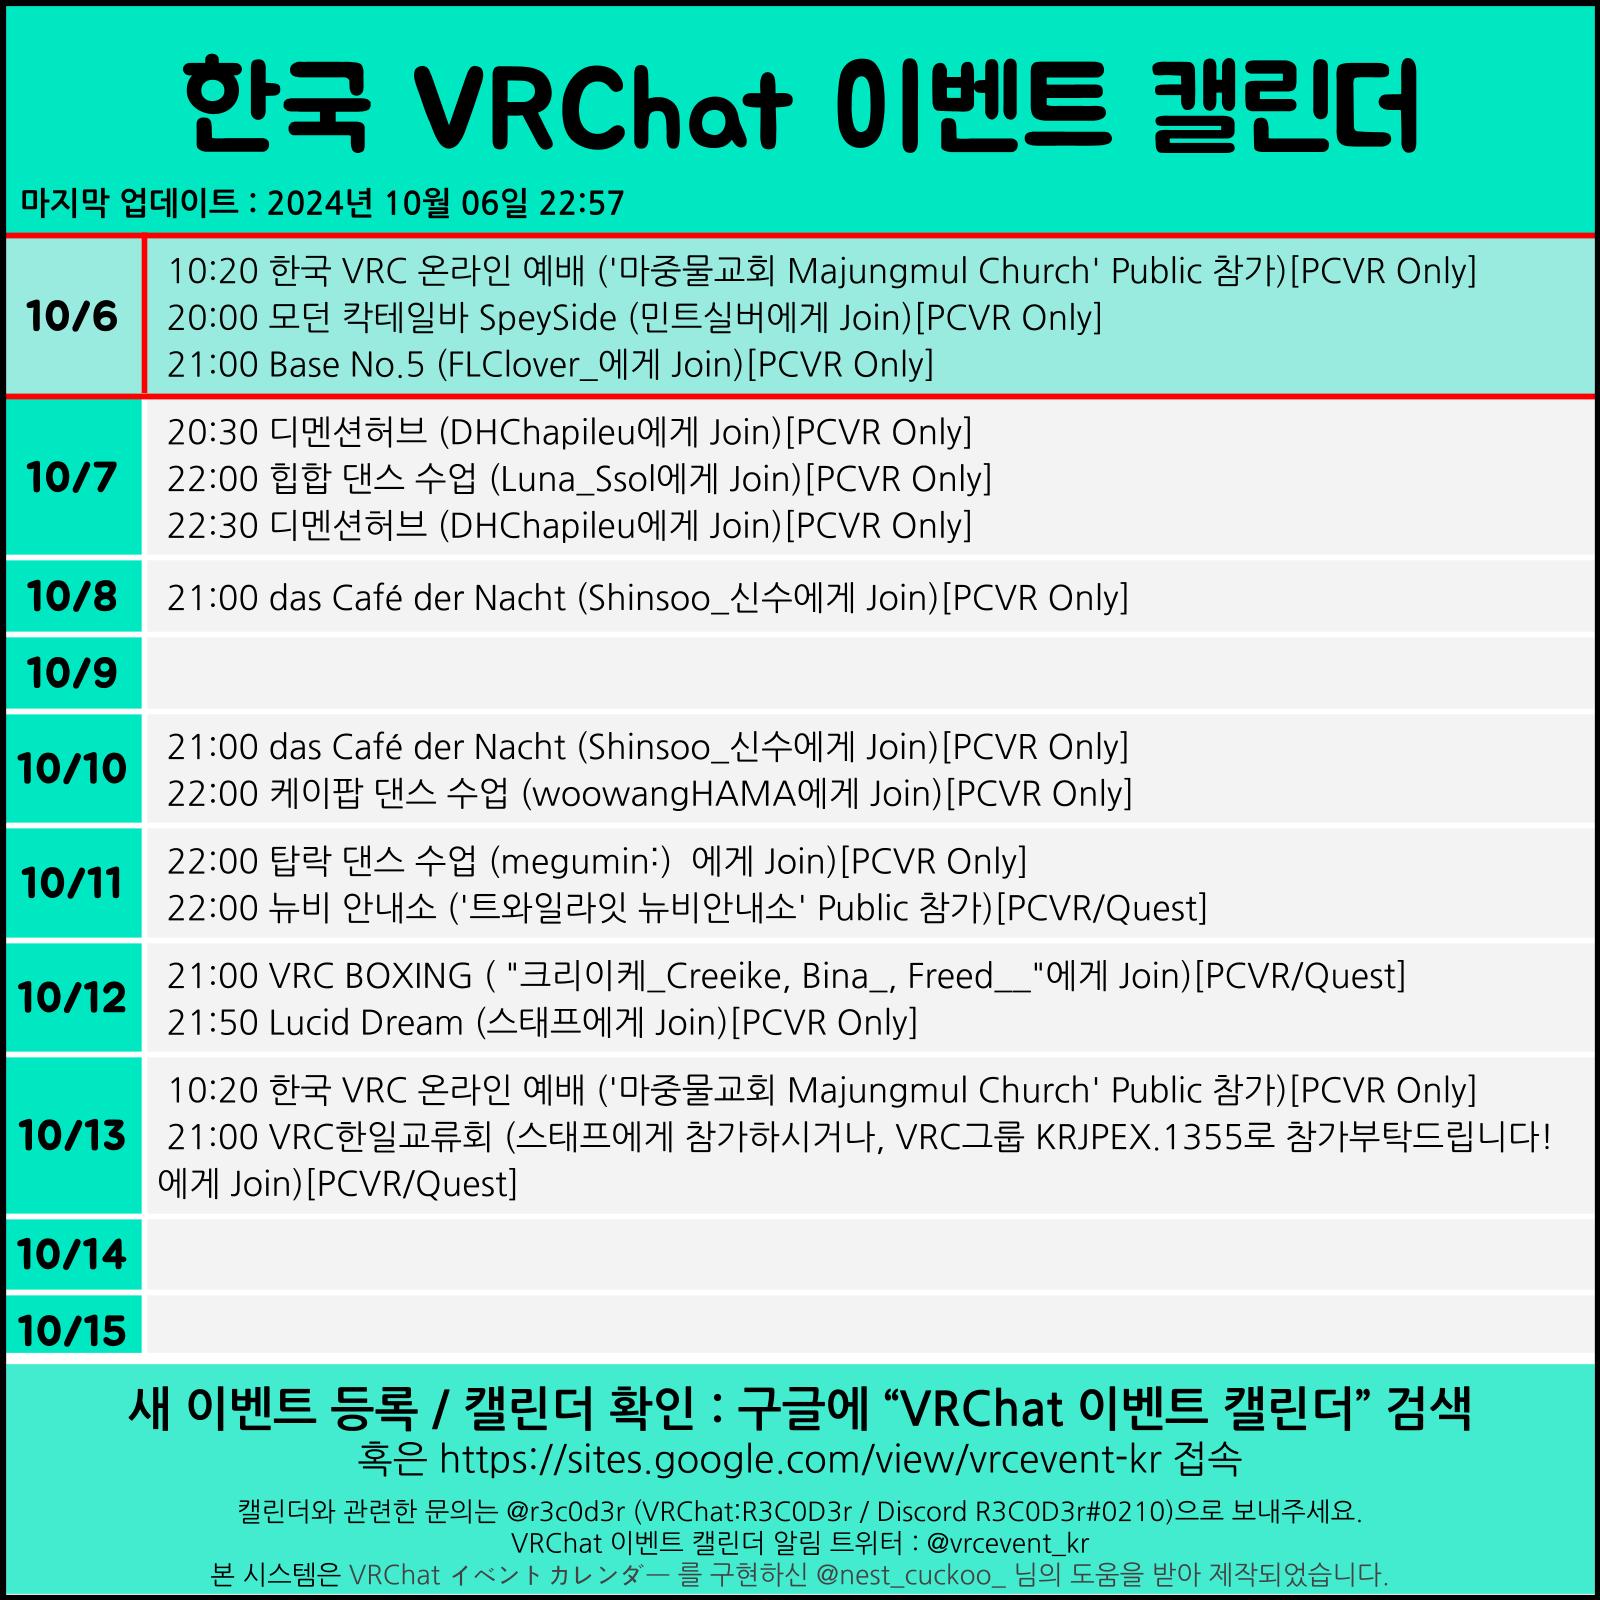 한국 VRChat 이벤트 캘린더
마지막 업데이트 : 2024년 10월 06일 22:57
10/6
10:20 한국 VRC 온라인 예배 ('마중물교회 Majungmul Church' Public 참가)[PCVR Only]
20:00 모던 칵테일바 SpeySide (민트실버에게 Join)[PCVR Only]
21:00 Base No.5 (FLClover_에게 Join)[PCVR Only]
10/7
20:30 디멘션허브 (DHChapileu에게 Join)[PCVR Only]
22:00 힙합 댄스 수업 (Luna_Ssol에게 Join)[PCVR Only]
22:30 디멘션허브 (DHChapileu에게 Join)[PCVR Only]
10/8
21:00 das Café der Nacht (Shinsoo_신수에게 Join)[PCVR Only]
10/9
10/10
21:00 das Café der Nacht (Shinsoo_신수에게 Join)[PCVR Only]
22:00 케이팝 댄스 수업 (woowangHAMA에게 Join)[PCVR Only]
10/11
22:00 탑락 댄스 수업 (megumin:)  에게 Join)[PCVR Only]
22:00 뉴비 안내소 ('트와일라잇 뉴비안내소' Public 참가)[PCVR/Quest]
10/12
21:00 VRC BOXING ( "크리이케_Creeike, Bina_, Freed__"에게 Join)[PCVR/Quest]
21:50 Lucid Dream (스태프에게 Join)[PCVR Only]
10/13
10:20 한국 VRC 온라인 예배 ('마중물교회 Majungmul Church' Public 참가)[PCVR Only]
21:00 VRC한일교류회 (스태프에게 참가하시거나, VRC그룹 KRJPEX.1355로 참가부탁드립니다!
에게 Join)[PCVR/Quest]
10/14
10/15
새 이벤트 등록 / 캘린더 확인 : 구글에 “VRChat 이벤트 캘린더” 검색
혹은 https://sites.google.com/view/vrcevent-kr 접속
캘린더와 관련한 문의는 @r3c0d3r (VRChat:R3C0D3r / Discord R3C0D3r#0210)으로 보내주세요.
VRChat 이벤트 캘린더 알림 트위터 : @vrcevent_kr
본 시스템은 VRChat イベントカレンダー 를 구현하신 @nest_cuckoo_ 님의 도움을 받아 제작되었습니다.